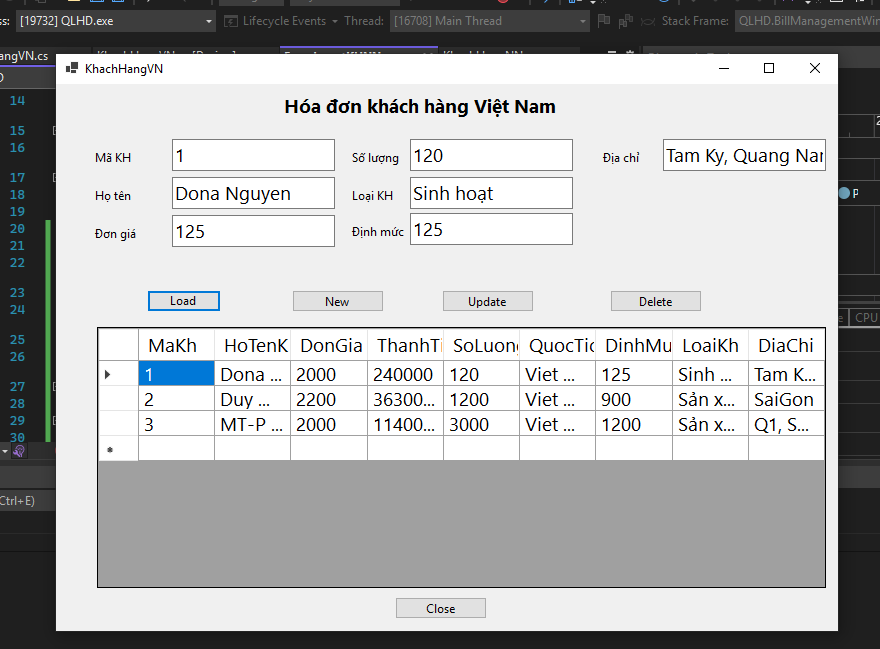 [19732] QLHD.exe Lifecycle Events Thread: [16708] Main Thread Stack Frame: QLHD.BillManagementWin
angVN.cs
KhachHangVN
Hóa đơn khách hàng Việt Nam
Mã KH 1 Số lượng 120 Địa chỉ Tam Ky, Quang Nar
Họ tên Dona Nguyen Loại KH Sinh hoạt
Đơn giá 125 Định mức 125
Load New Update Delete
MaKh HoTenK DonGia ThanhTi SoLuong QuocTic DinhMu LoaiKh DiaChi
1 Dona ... 2000 240000 120 Viet ... 125 Sinh ... Tam K...
2 Duy ... 2200 36300... 1200 Viet ... 900 Sản x... SaiGon
3 MT-P ... 2000 11400... 3000 Viet ... 1200 Sản x... Q1, S...
Close
14
15
16
17
18
19
20
21
22
23
24
25
26
27
28
29
30
Ctrl+E)
CPU